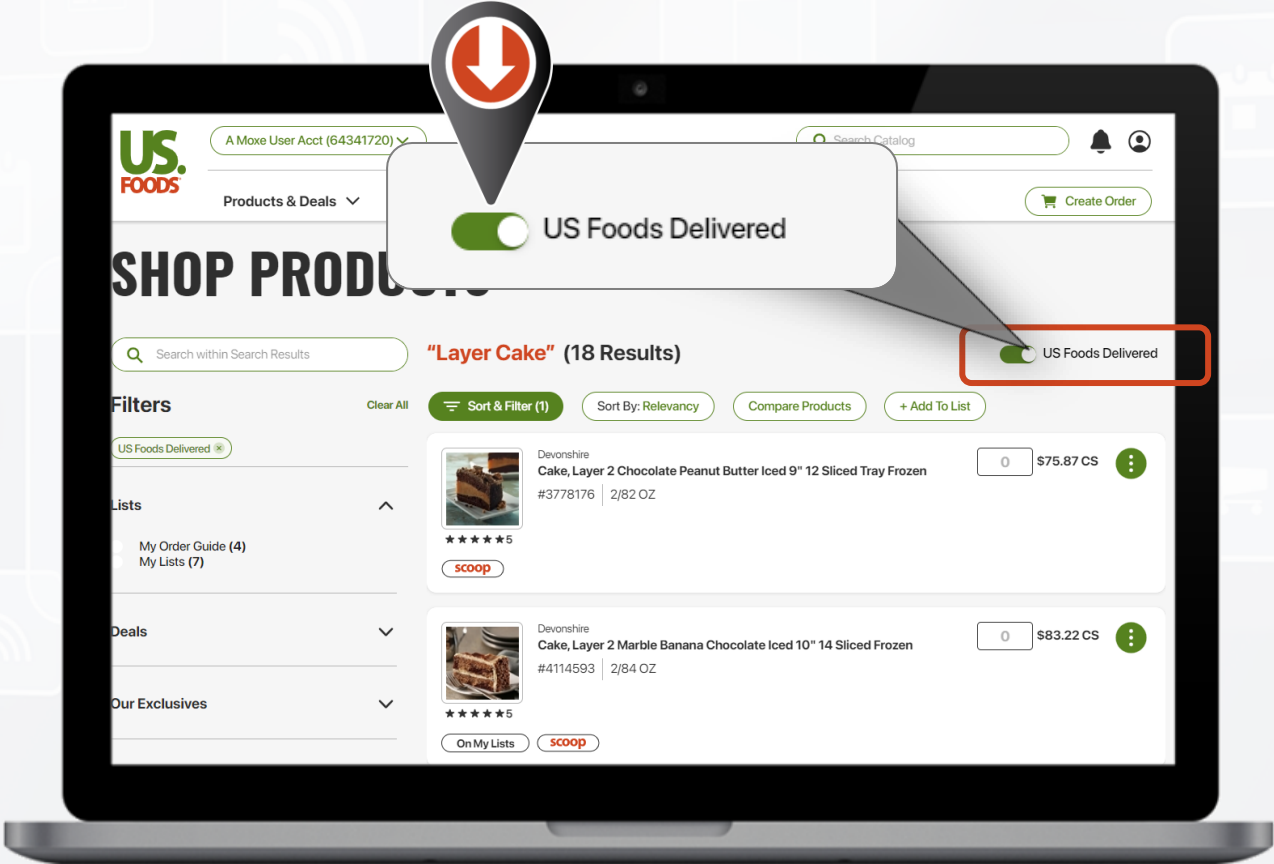 US.
FOODS
A Moxe User Acct (64341720)
Search Catalog
Products & Deals
Create Order
US Foods Delivered
SHOP PRODUCTS
Search within Search Results
"Layer Cake" (18 Results)
US Foods Delivered
Filters
Clear All
Sort & Filter (1)
Sort By: Relevancy
Compare Products
+ Add To List
US Foods Delivered
Lists
My Order Guide (4)
My Lists (7)
Deals
Our Exclusives
Devonshire
Cake, Layer 2 Chocolate Peanut Butter Iced 9" 12 Sliced Tray Frozen
#3778176 2/82 OZ
0 $75.87 CS
5
scoop
Devonshire
Cake, Layer 2 Marble Banana Chocolate Iced 10" 14 Sliced Frozen
#4114593 2/84 OZ
0 $83.22 CS
5
On My Lists
scoop